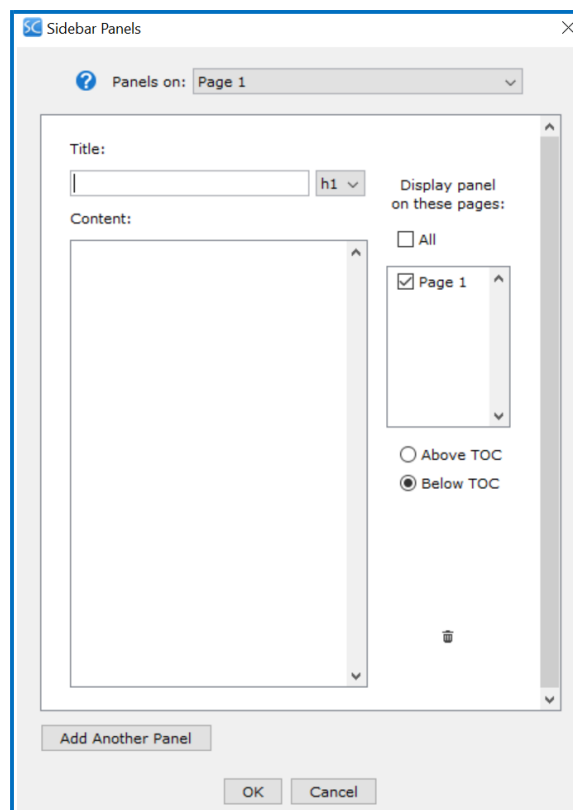 SC Sidebar Panels
? Panels on: Page 1
Title:
h1
Content:
Display panel
on these pages:
All
Page 1
Above TOC
Below TOC
Add Another Panel
OK Cancel